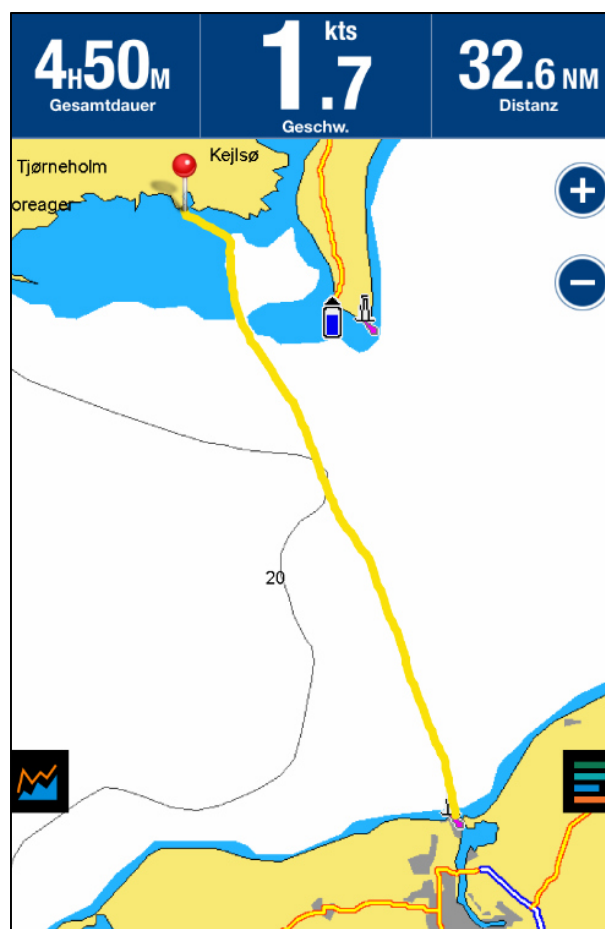 4H50M
Gesamtdauer
1.7 kts
Geschw.
32.6 NM
Distanz
Tjørneholm
Kejlsø
oreager
20